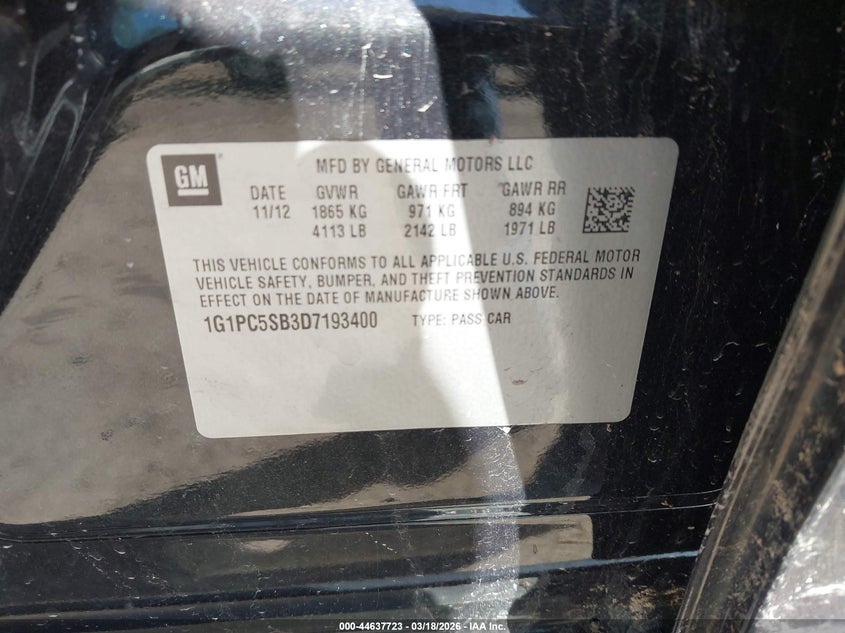 GM
MFD BY GENERAL MOTORS LLC
DATE GVWR GAWR FRT GAWR RR
11/12 1865 KG 971 KG 894 KG
4113 LB 2142 LB 1971 LB
THIS VEHICLE CONFORMS TO ALL APPLICABLE U.S. FEDERAL MOTOR
VEHICLE SAFETY, BUMPER, AND THEFT PREVENTION STANDARDS IN
EFFECT ON THE DATE OF MANUFACTURE SHOWN ABOVE.
1G1PC5SB3D7193400 TYPE: PASS CAR
000-44637723 - 03/18/2026 - IAA Inc.